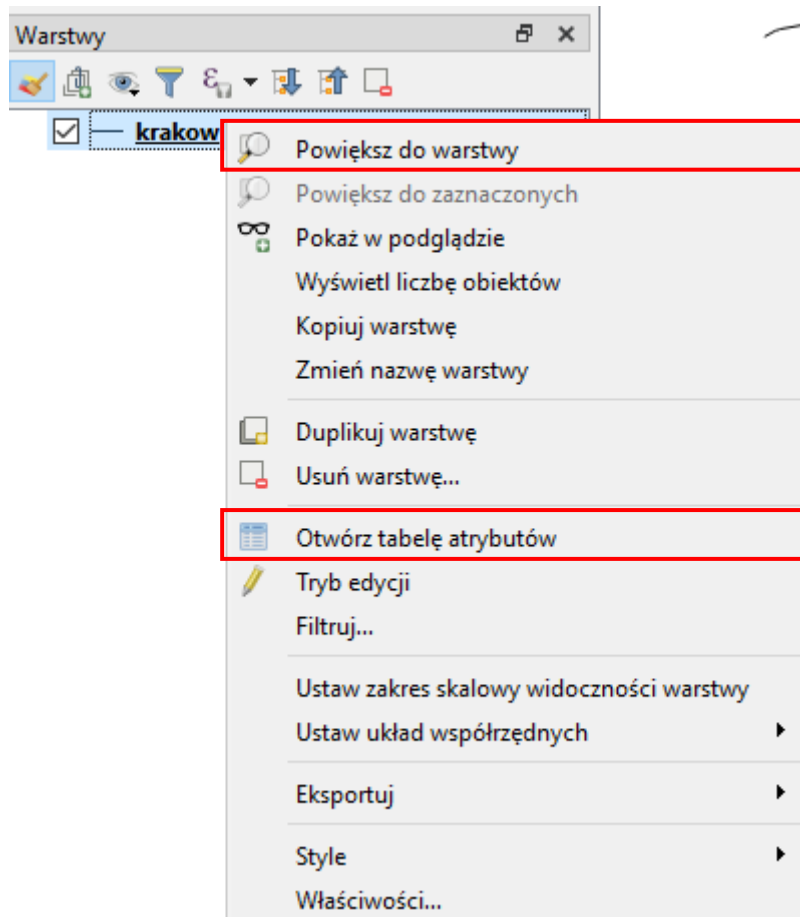 Warstwy
krakow
Powiększ do warstwy
Powiększ do zaznaczonych
Pokaż w podglądzie
Wyświetl liczbę obiektów
Kopiuj warstwę
Zmień nazwę warstwy
Duplikuj warstwę
Usuń warstwę...
Otwórz tabelę atrybutów
Tryb edycji
Filtruj...
Ustaw zakres skalowy widoczności warstwy
Ustaw układ współrzędnych
Eksportuj
Style
Właściwości...